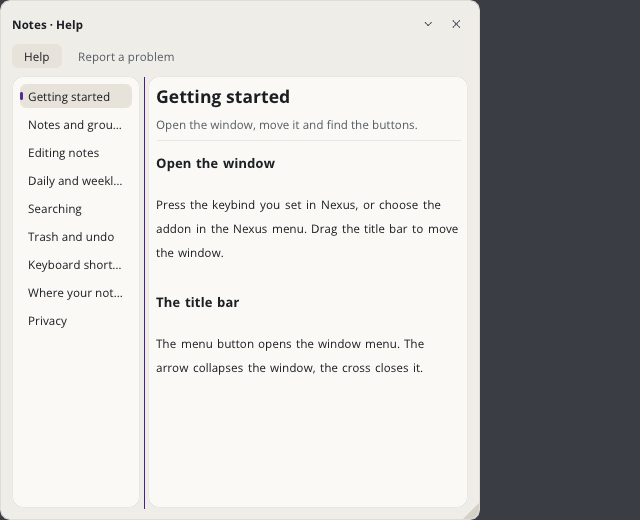 Notes · Help
Help
Report a problem
Getting started
Notes and grou...
Editing notes
Daily and weekl...
Searching
Trash and undo
Keyboard short...
Where your not...
Privacy
Getting started
Open the window, move it and find the buttons.
Open the window
Press the keybind you set in Nexus, or choose the
addon in the Nexus menu. Drag the title bar to move
the window.
The title bar
The menu button opens the window menu. The
arrow collapses the window, the cross closes it.